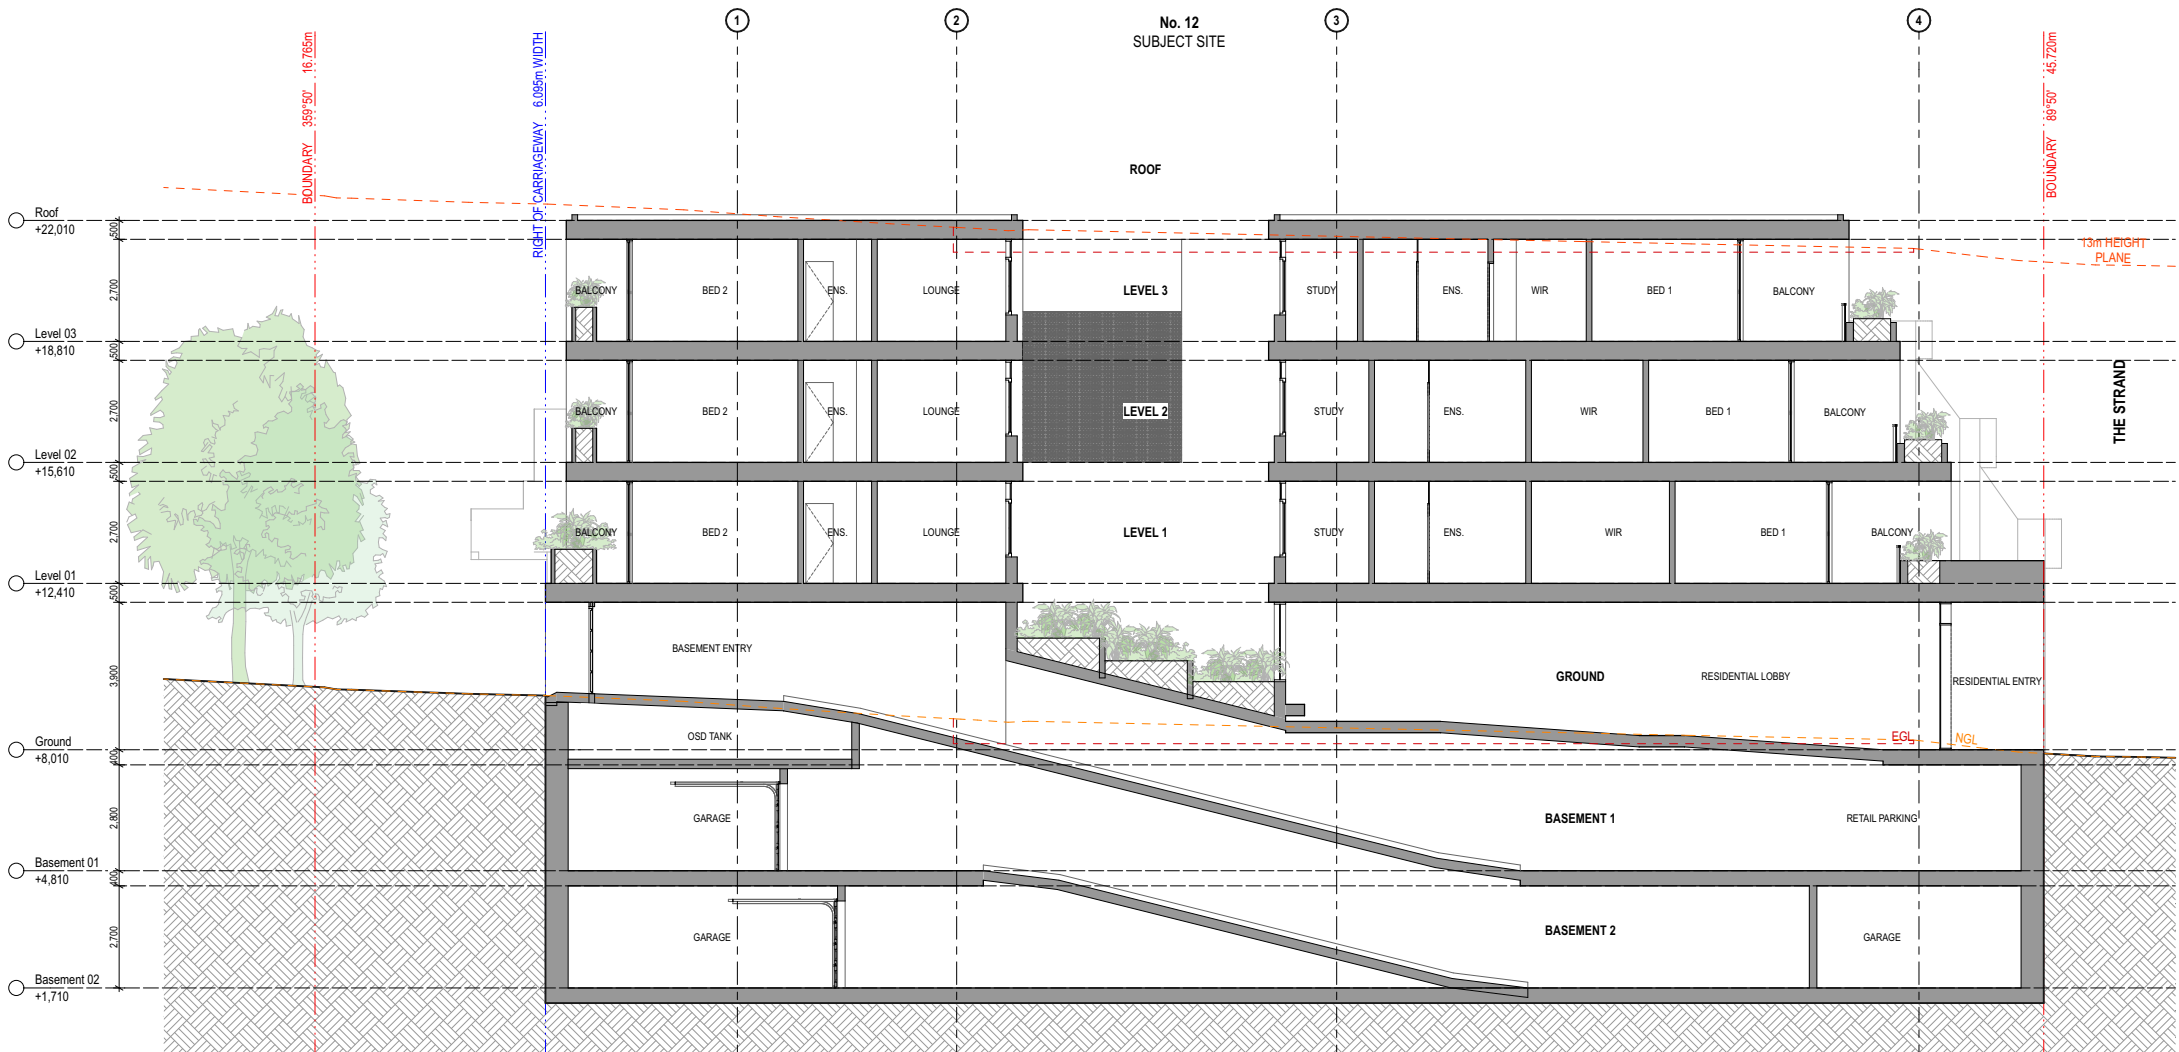 1
2
No. 12
SUBJECT SITE
3
4
BOUNDARY 359°50' 16.765m
RIGHT OF CARRIAGEWAY 6.095m WIDTH
BOUNDARY 89°50' 45.720m
ROOF
Roof
+22,010
500
13m HEIGHT
PLANE
2,700
BALCONY
BED 2
ENS.
LOUNGE
LEVEL 3
STUDY
ENS.
WIR
BED 1
BALCONY
Level 03
+18,810
500
THE STRAND
2,700
BALCONY
BED 2
ENS.
LOUNGE
LEVEL 2
STUDY
ENS.
WIR
BED 1
BALCONY
Level 02
+15,610
500
2,700
BALCONY
BED 2
ENS.
LOUNGE
LEVEL 1
STUDY
ENS.
WIR
BED 1
BALCONY
Level 01
+12,410
500
3,900
BASEMENT ENTRY
GROUND
RESIDENTIAL LOBBY
RESIDENTIAL ENTRY
OSD TANK
EGL
NGL
Ground
+8,010
400
2,800
GARAGE
BASEMENT 1
RETAIL PARKING
Basement 01
+4,810
400
2,700
GARAGE
BASEMENT 2
GARAGE
Basement 02
+1,710